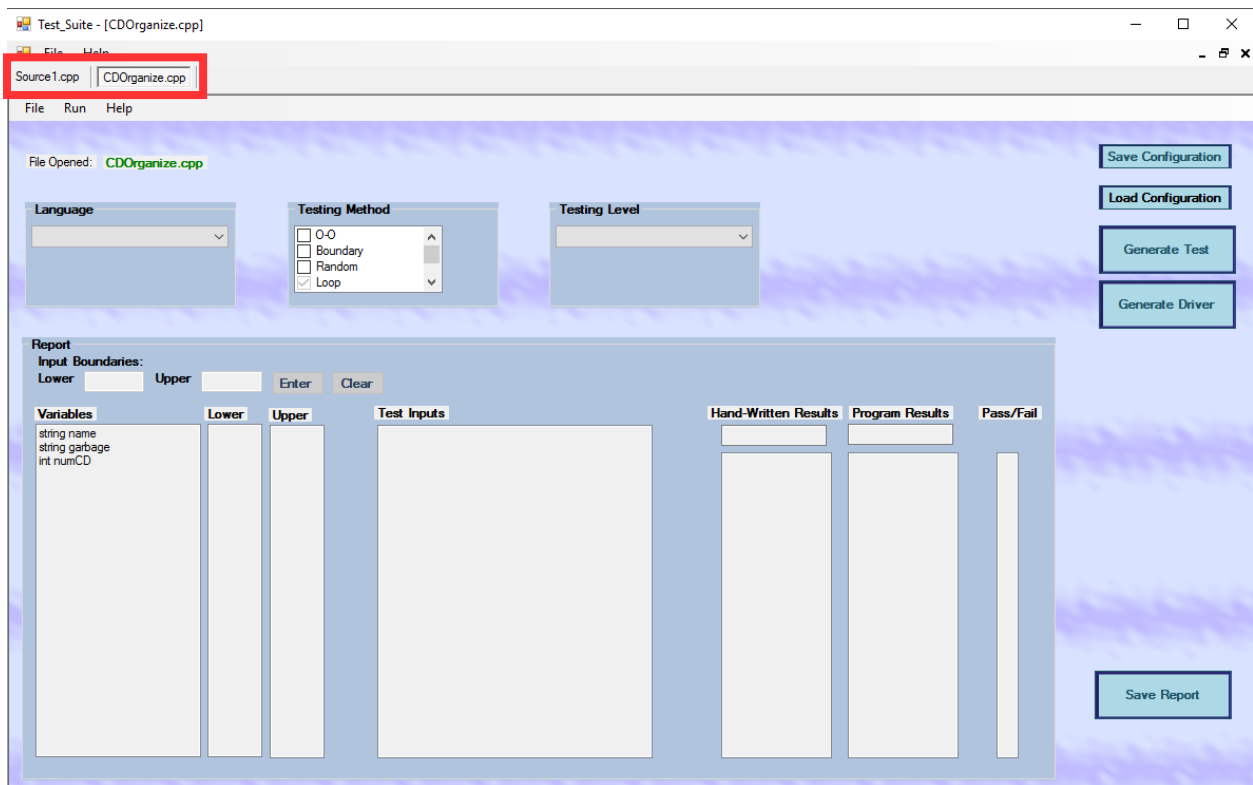 Test_Suite - [CDOrganize.cpp]
File Help
Source1.cpp CDOrganize.cpp
File Run Help
File Opened: CDOrganize.cpp
Save Configuration
Load Configuration
Language Testing Method Testing Level
O-O
Boundary
Random
Loop
Generate Test
Generate Driver
Report
Input Boundaries:
Lower Upper Enter Clear
Variables Lower Upper Test Inputs Hand-Written Results Program Results Pass/Fail
string name
string garbage
int numCD
Save Report